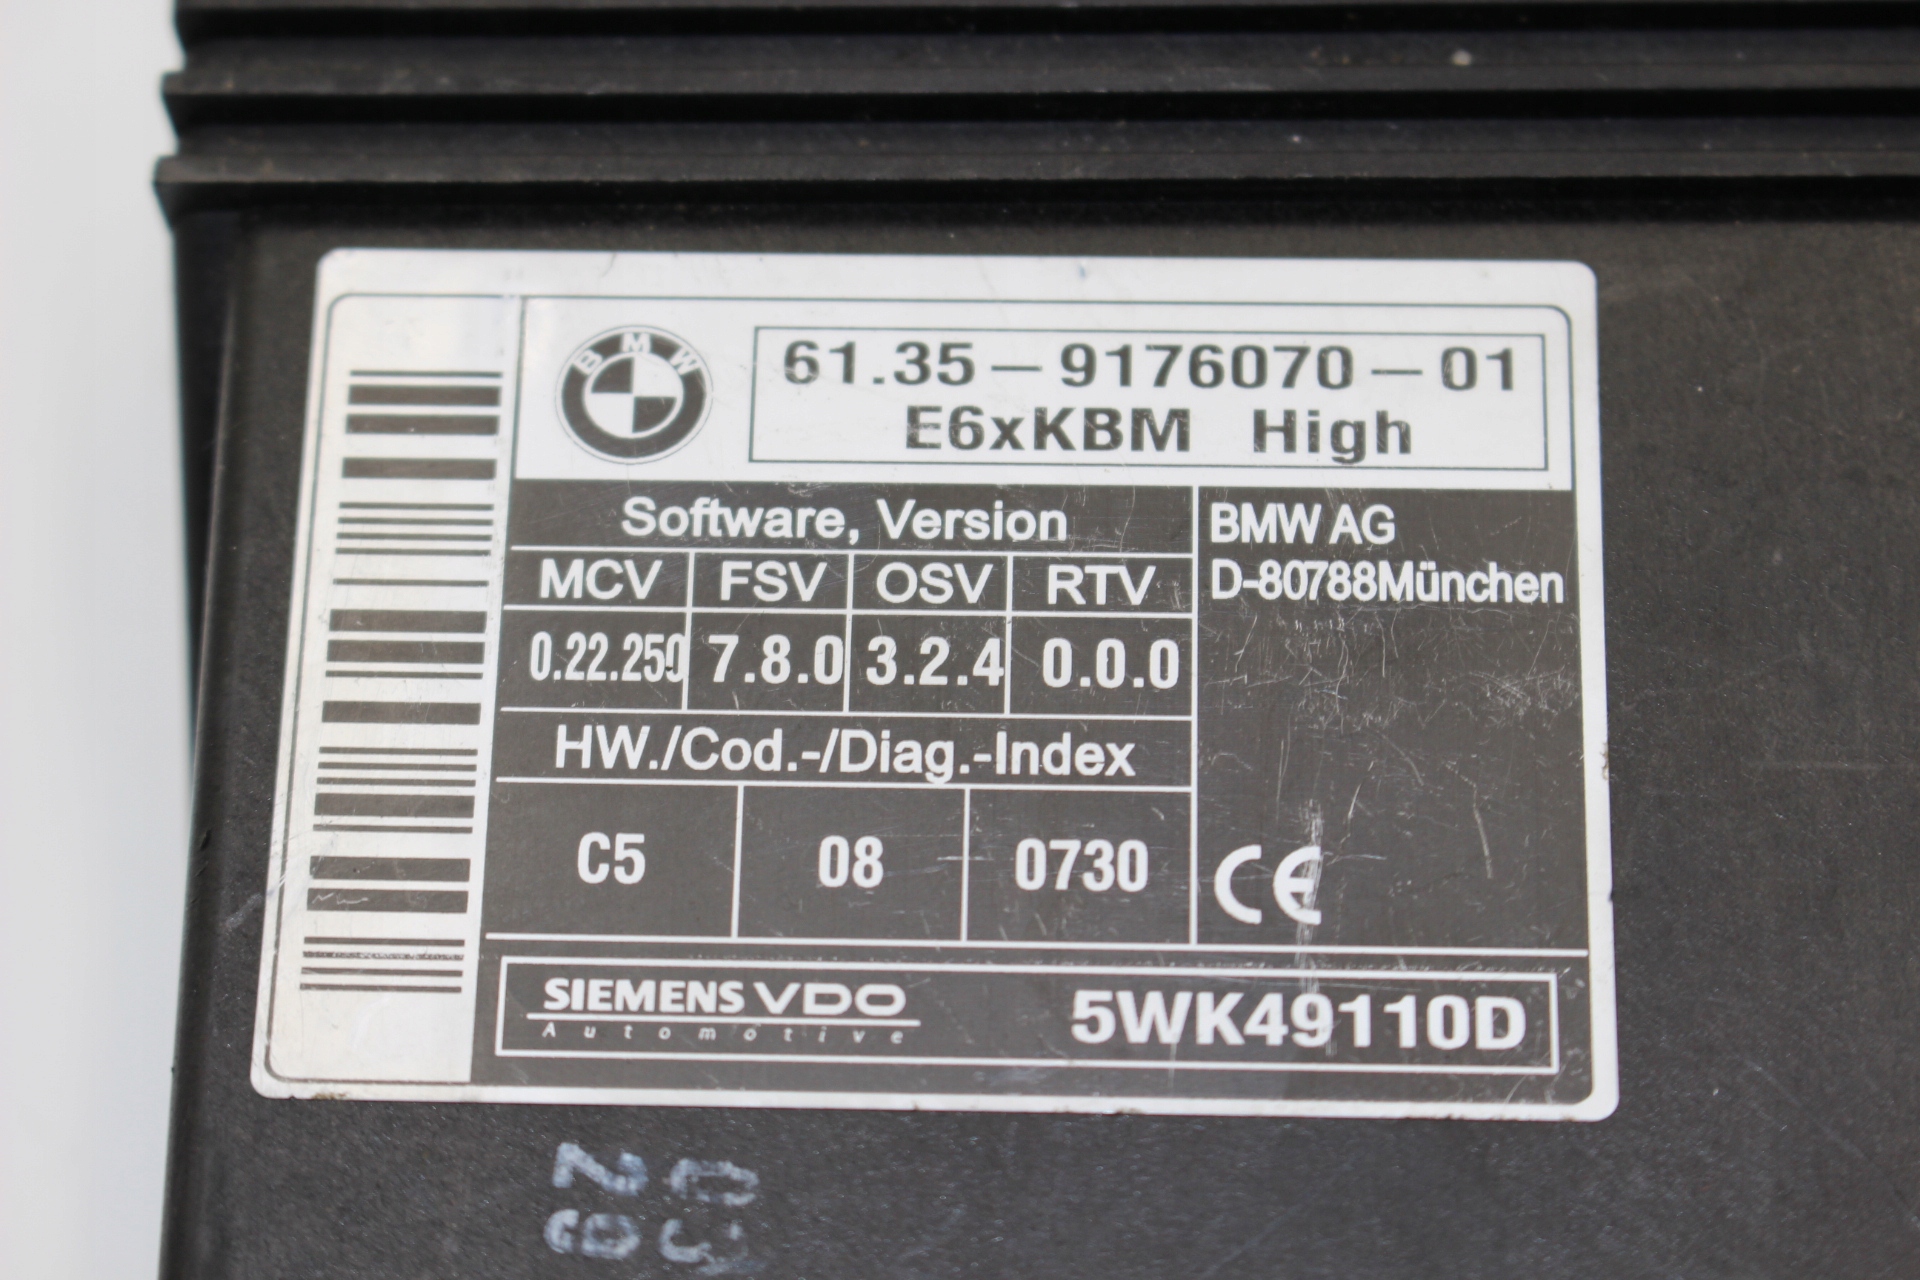 BMW
61.35-9176070-01
E6xKBM High
Software, Version
MCV FSV OSV RTV
0.22.250 7.8.0 3.2.4 0.0.0
HW./Cod.-/Diag.-Index
C5 08 0730
BMW AG
D-80788München
CE
SIEMENS VDO
Automotive
5WK49110D